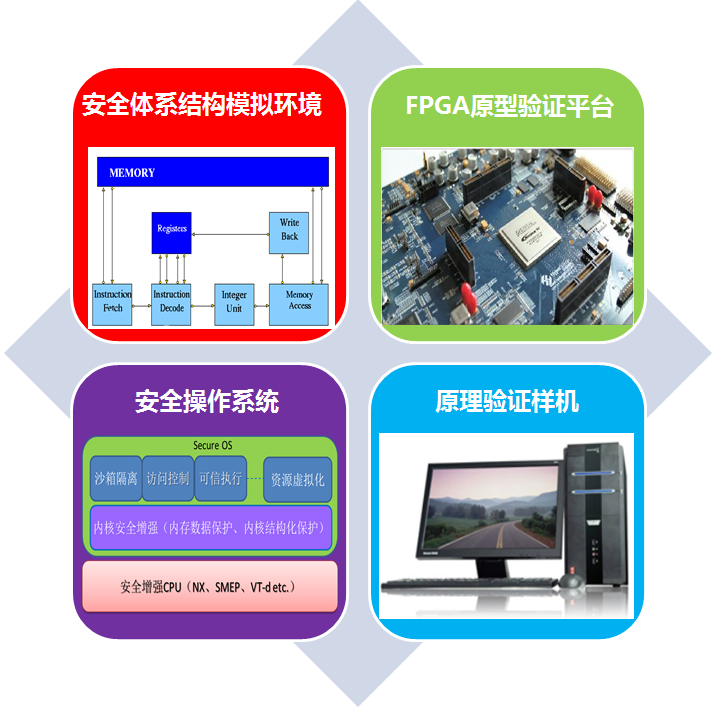 安全体系结构模拟环境
MEMORY
Registers
Write
Back
Instruction
Fetch
Instruction
Decode
Integer
Unit
Memory
Access
FPGA原型验证平台
安全操作系统
Secure OS
沙箱隔离
访问控制
可信执行
资源虚拟化
内核安全增强（内存数据保护、内核结构化保护）
安全增强CPU（NX、SMEP、VT-d etc.）
原理验证样机